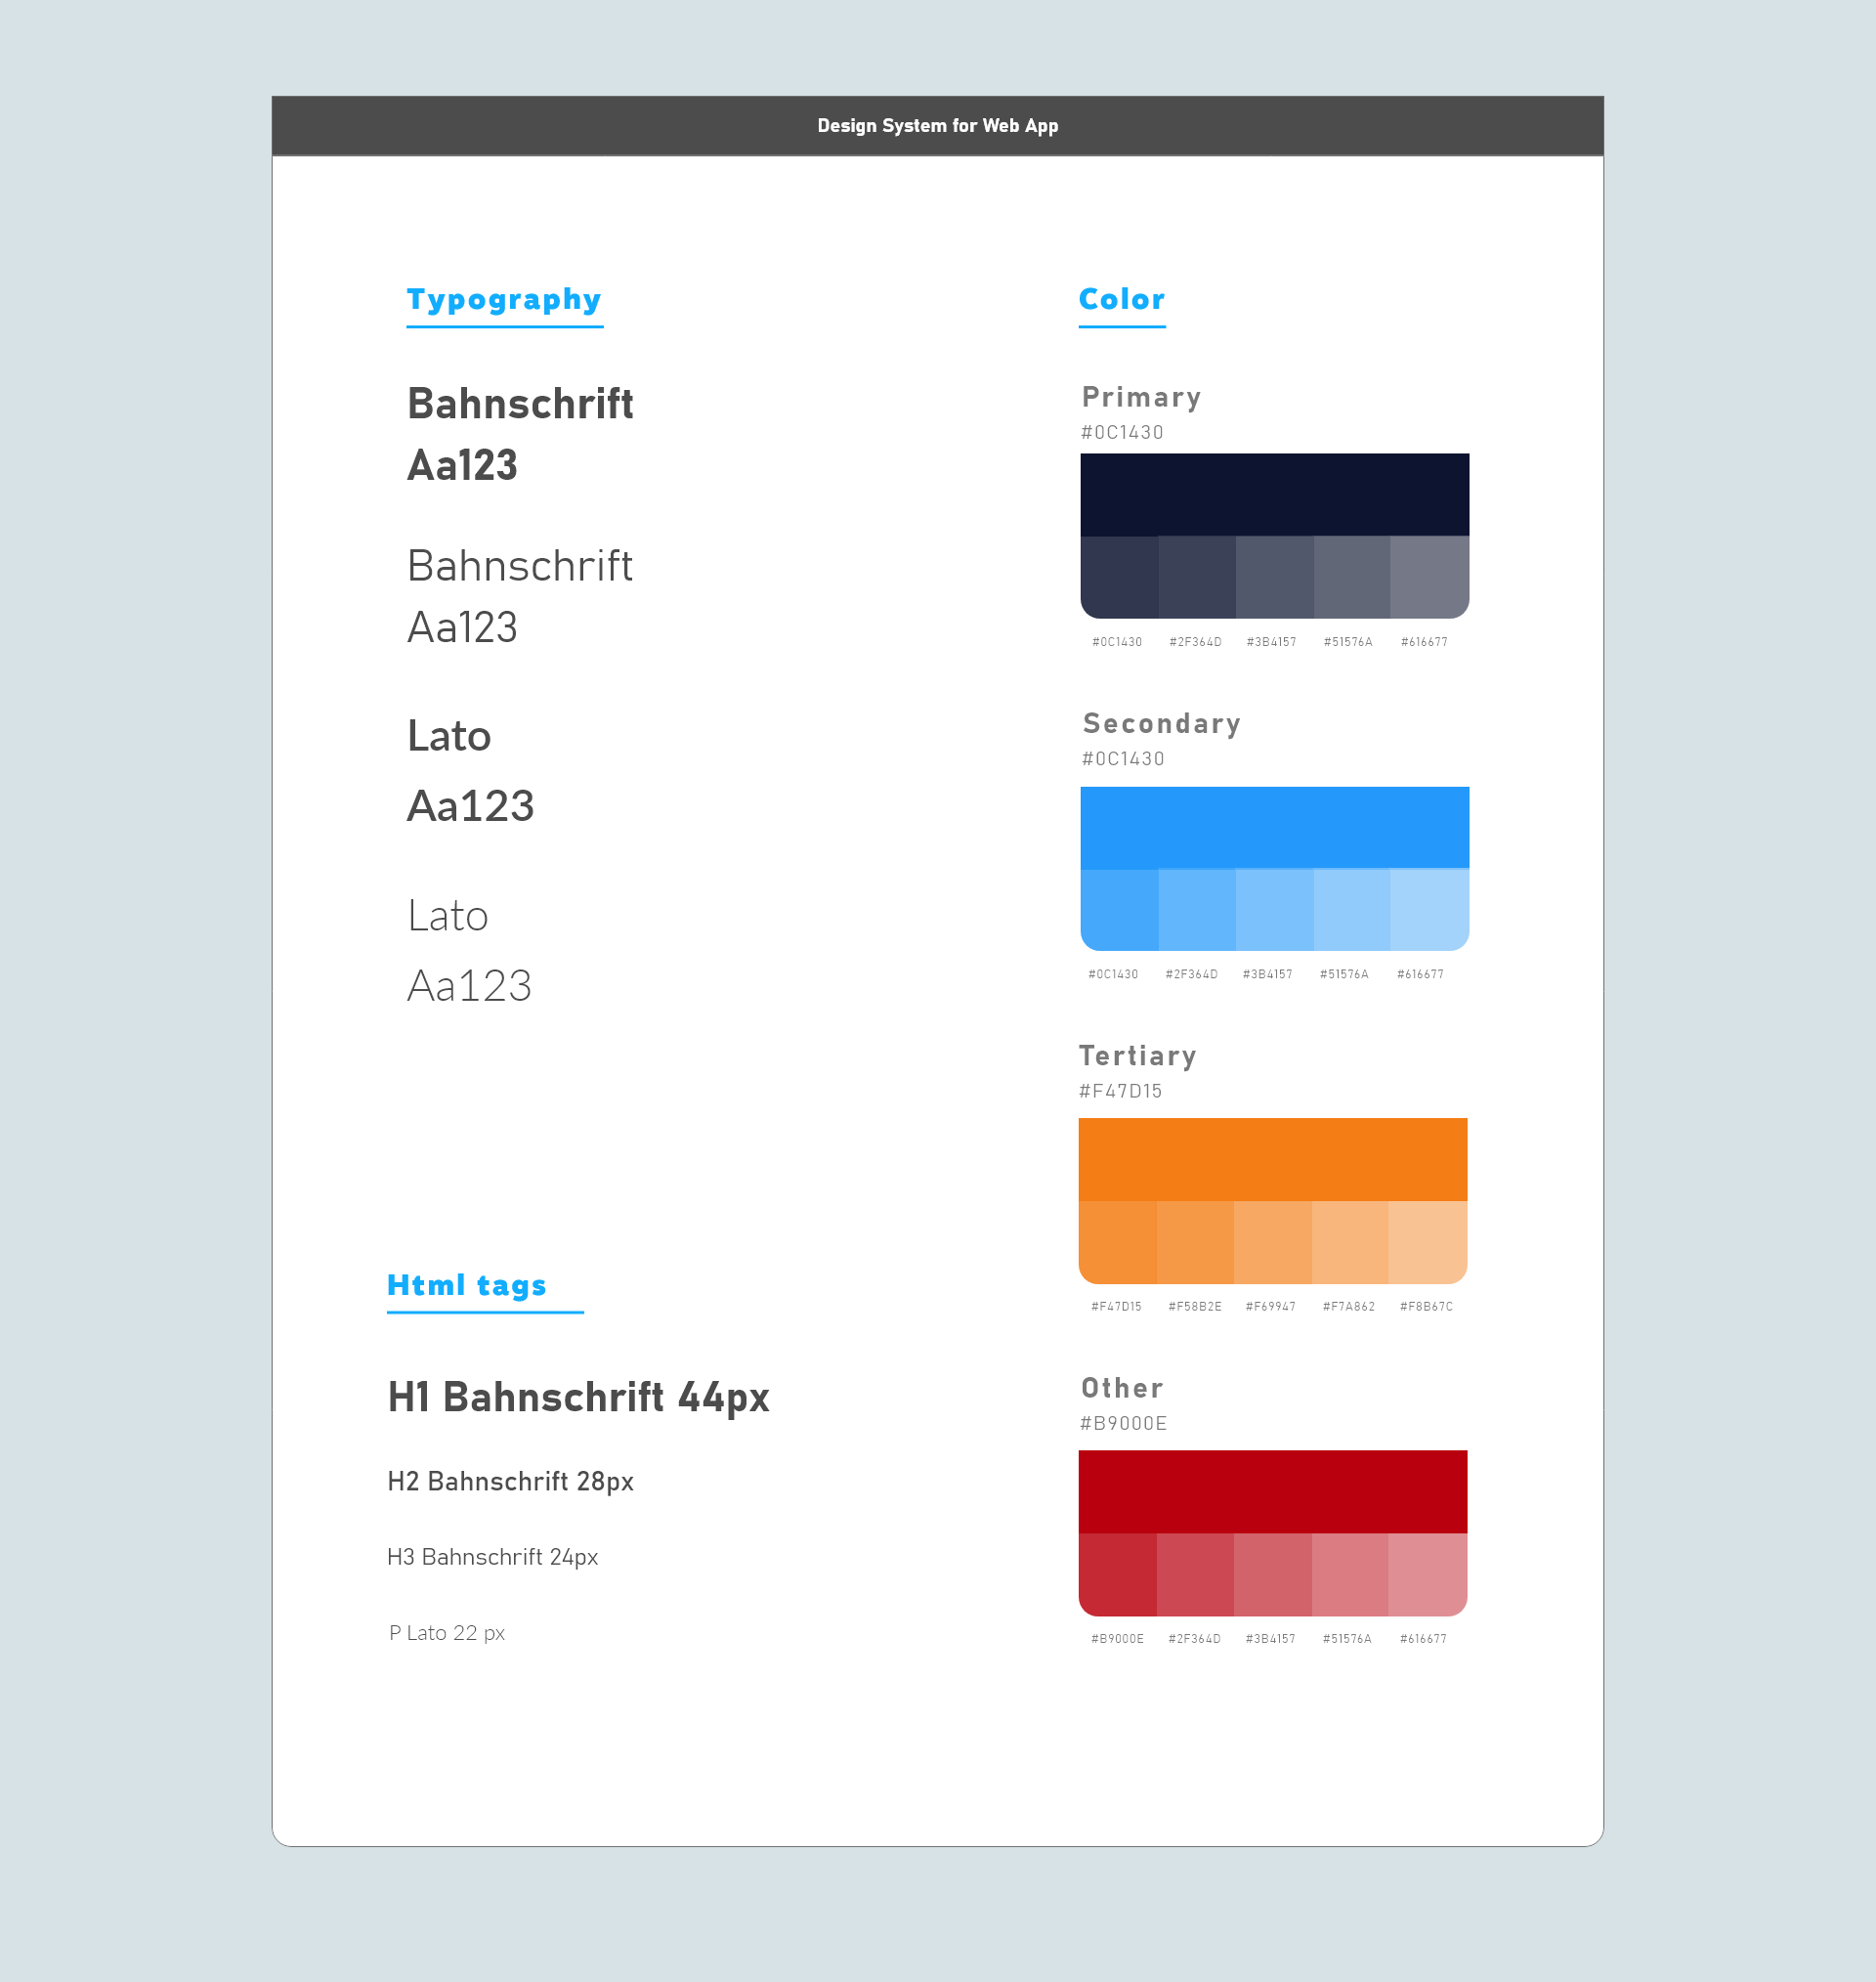 Design System for Web App
Typography
Bahnschrift
Aa123
Bahnschrift
Aa123
Lato
Aa123
Lato
Aa123
Html tags
H1 Bahnschrift 44px
H2 Bahnschrift 28px
H3 Bahnschrift 24px
P Lato 22 px
Color
Primary
#0C1430
#0C1430 #2F364D #3B4157 #51576A #616677
Secondary
#0C1430
#0C1430 #2F364D #3B4157 #51576A #616677
Tertiary
#F47D15
#F47D15 #F58B2E #F69947 #F7A862 #F8B67C
Other
#B9000E
#B9000E #2F364D #3B4157 #51576A #616677